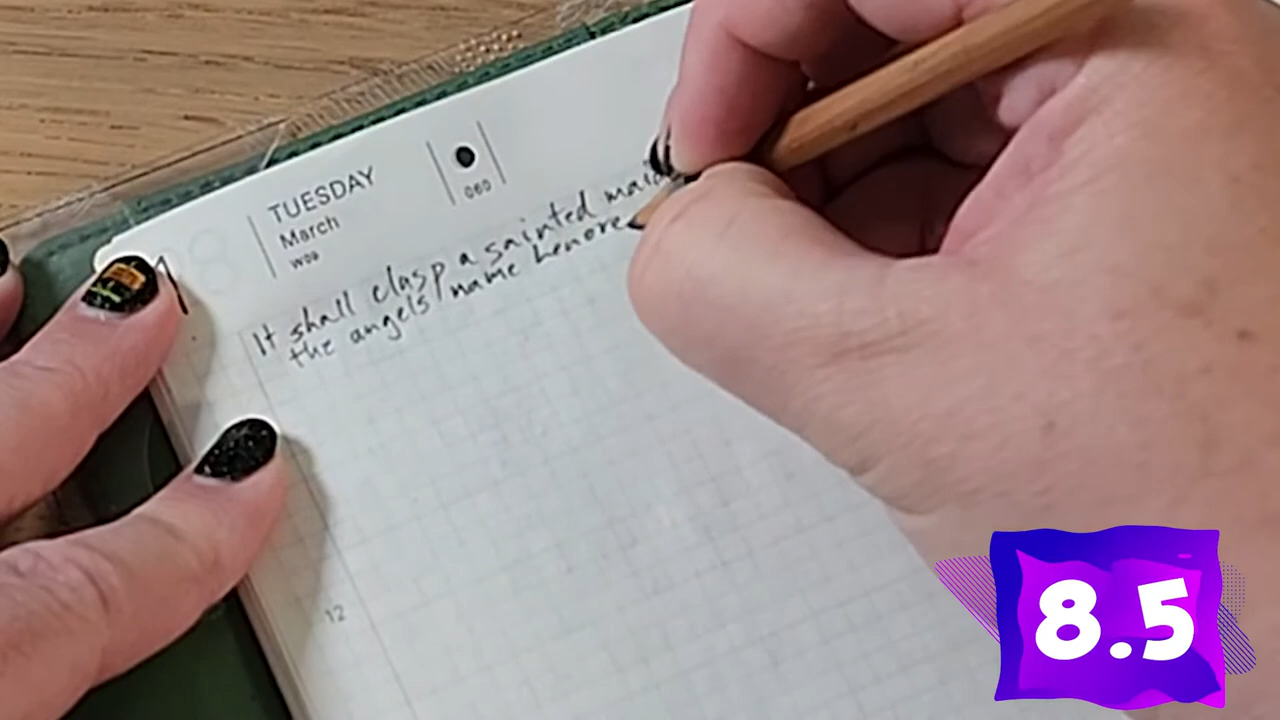 TUESDAY
March
060
It shall clasp a sainted
the angels name Lenore
12
8.5